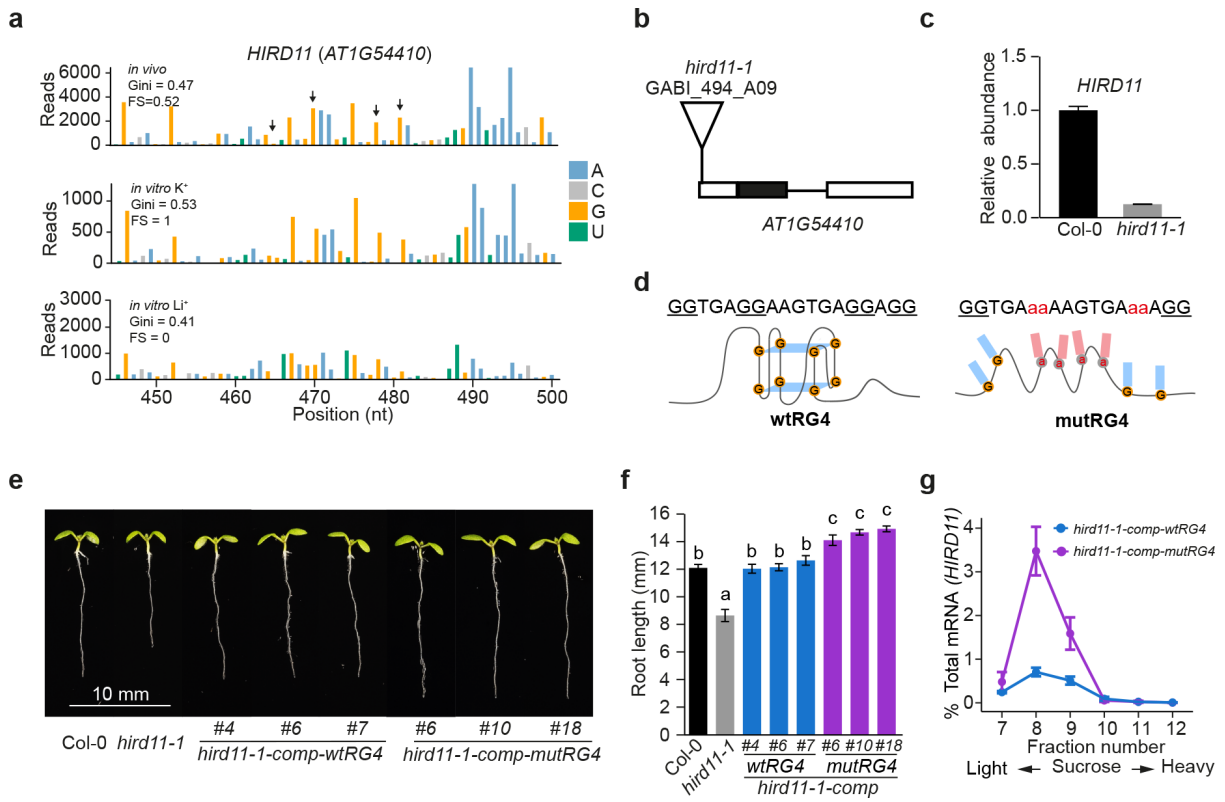 a
HIRD11 (AT1G54410)
Reads
6000
4000
2000
0
in vivo
Gini = 0.47
FS=0.52
Reads
1000
500
0
in vitro K⁺
Gini = 0.53
FS = 1
A
C
G
U
Reads
3000
2000
1000
0
in vitro Li⁺
Gini = 0.41
FS = 0
450 460 470 480 490 500
Position (nt)
b
hird11-1
GABI_494_A09
AT1G54410
c
Relative abundance
1.5
1.0
0.5
0.0
HIRD11
Col-0 hird11-1
d
GGTGAGGAAGTGAGGAGG
G G G G
G G G G
wtRG4
GGTGAaaAAGTGAaaAGG
G G a a a a G G
mutRG4
e
10 mm
Col-0 hird11-1 #4 #6 #7 #6 #10 #18
hird11-1-comp-wtRG4 hird11-1-comp-mutRG4
f
Root length (mm)
16
14
12
10
8
6
4
2
0
b a b b b c c c
Col-0 hird11-1 #4 #6 #7 #6 #10 #18
wtRG4 mutRG4
hird11-1-comp
g
% Total mRNA (HIRD11)
4
3
2
1
0
hird11-1-comp-wtRG4
hird11-1-comp-mutRG4
7 8 9 10 11 12
Fraction number
Light ← Sucrose → Heavy